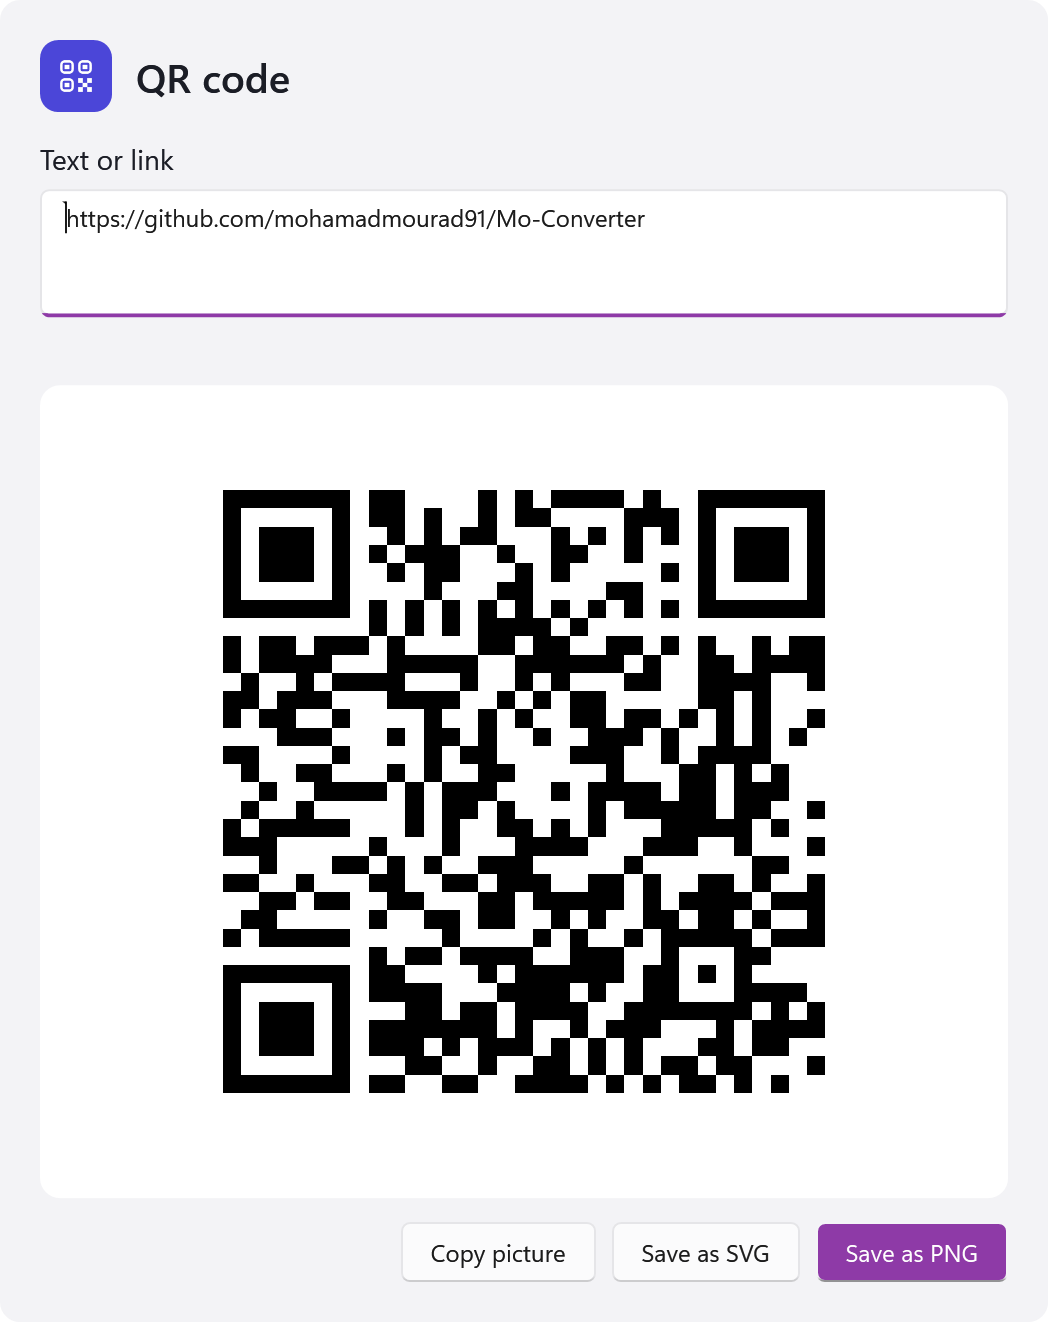 QR code
Text or link
https://github.com/mohamadmourad91/Mo-Converter
Copy picture
Save as SVG
Save as PNG